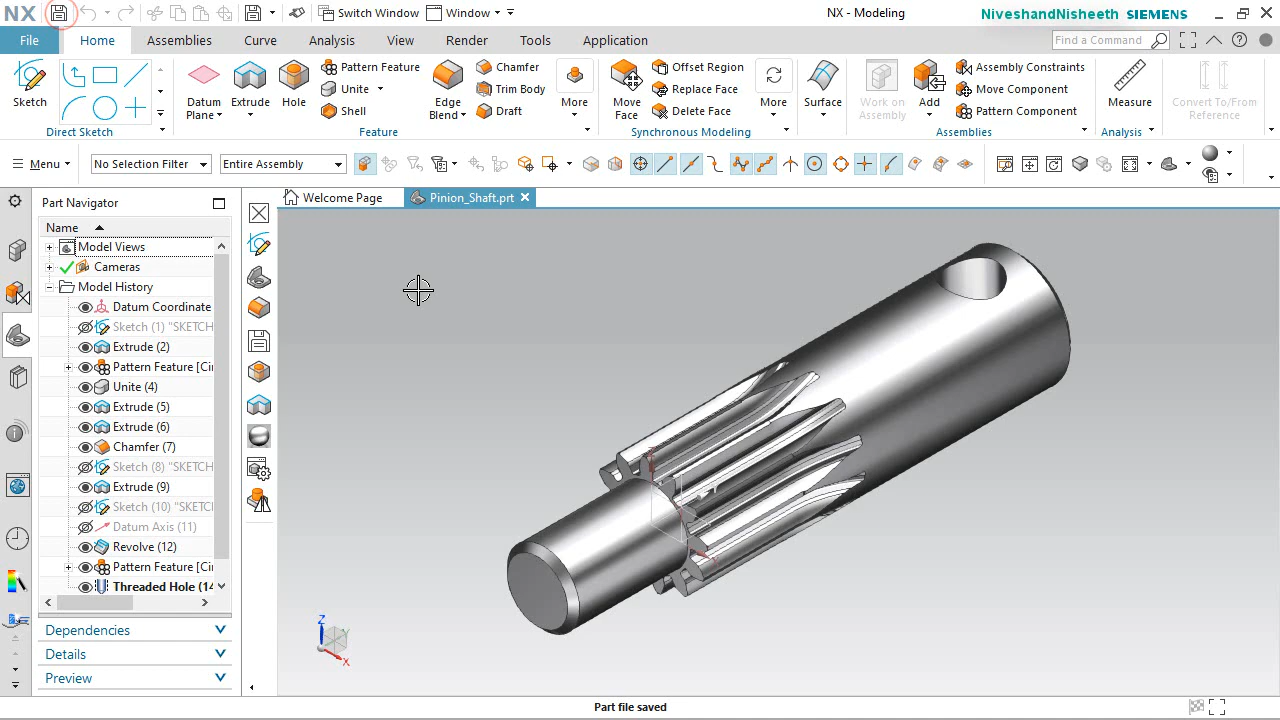 NX
Switch Window
Window
NX - Modeling
NiveshandNisheeth SIEMENS
File
Home
Assemblies
Curve
Analysis
View
Render
Tools
Application
Find a Command
Sketch
Direct Sketch
Datum
Plane
Extrude
Hole
Pattern Feature
Unite
Shell
Edge
Blend
Chamfer
Trim Body
Draft
More
Feature
Move
Face
Offset Region
Replace Face
Delete Face
More
Synchronous Modeling
Surface
Work on
Assembly
Add
Assembly Constraints
Move Component
Pattern Component
Assemblies
Measure
Analysis
Convert To/From
Reference
Menu
No Selection Filter
Entire Assembly
Part Navigator
Welcome Page
Pinion_Shaft.prt
Name
Model Views
Cameras
Model History
Datum Coordinate
Sketch (1) "SKETCH
Extrude (2)
Pattern Feature [Cir
Unite (4)
Extrude (5)
Extrude (6)
Chamfer (7)
Sketch (8) "SKETCH
Extrude (9)
Sketch (10) "SKETC
Datum Axis (11)
Revolve (12)
Pattern Feature [Cir
Threaded Hole (14
Dependencies
Details
Preview
Z
Y
X
Part file saved